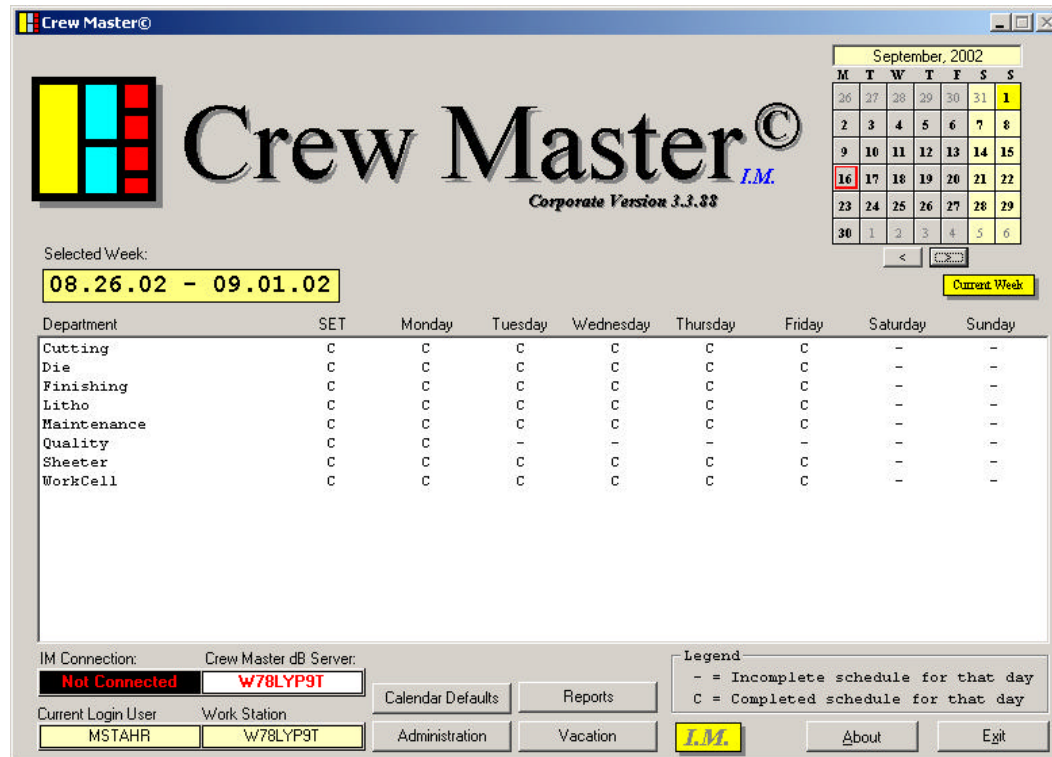 Crew Master©
Crew Master©
I.M.
Corporate Version 3.3.88
September, 2002
M T W T F S S
26 27 28 29 30 31 1
2 3 4 5 6 7 8
9 10 11 12 13 14 15
16 17 18 19 20 21 22
23 24 25 26 27 28 29
30 1 2 3 4 5 6
< >
Current Week
Selected Week:
08.26.02 - 09.01.02
Department SET Monday Tuesday Wednesday Thursday Friday Saturday Sunday
Cutting C C C C C C - -
Die C C C C C C - -
Finishing C C C C C C - -
Litho C C C C C C - -
Maintenance C C C C C C - -
Quality C C - - - - - -
Sheeter C C C C C C - -
WorkCell C C C C C C - -
IM Connection: Crew Master dB Server:
Not Connected W78LYP9T
Current Login User Work Station
MSTAHR W78LYP9T
Calendar Defaults Reports
Administration Vacation
Legend
- = Incomplete schedule for that day
C = Completed schedule for that day
I.M. About Exit